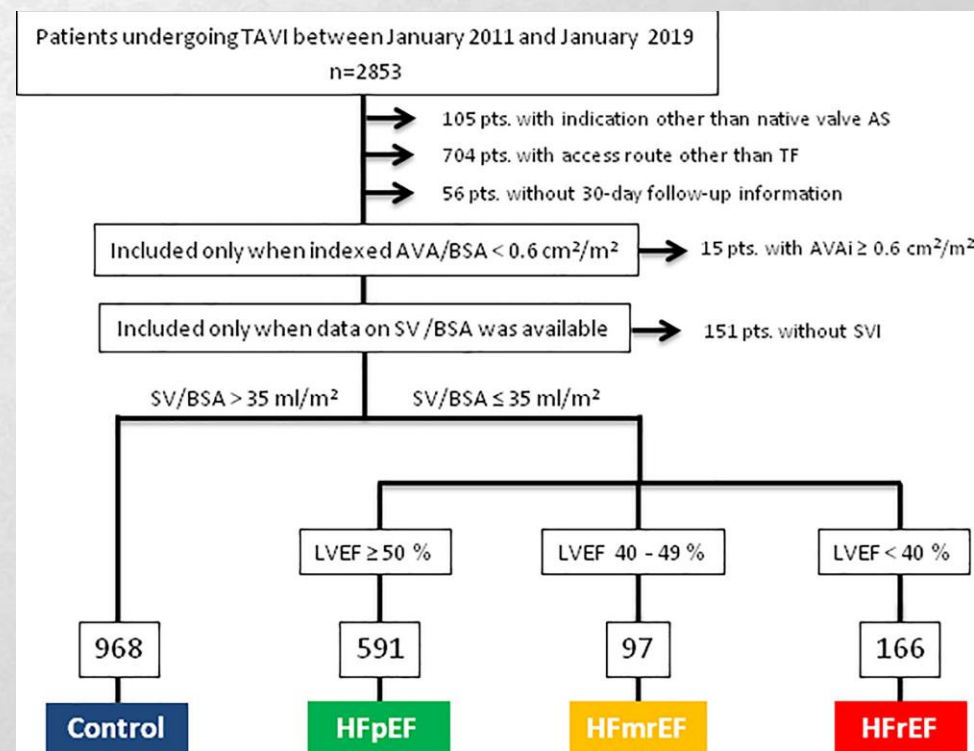 Patients undergoing TAVI between January 2011 and January 2019
n=2853
105 pts. with indication other than native valve AS
704 pts. with access route other than TF
56 pts. without 30-day follow-up information
Included only when indexed AVA/BSA < 0.6 cm²/m²
15 pts. with AVAi ≥ 0.6 cm²/m²
Included only when data on SV/BSA was available
151 pts. without SVI
SV/BSA > 35 ml/m²
SV/BSA ≤ 35 ml/m²
LVEF ≥ 50 %
LVEF 40 - 49 %
LVEF < 40 %
968
591
97
166
Control
HFpEF
HFmrEF
HFrEF